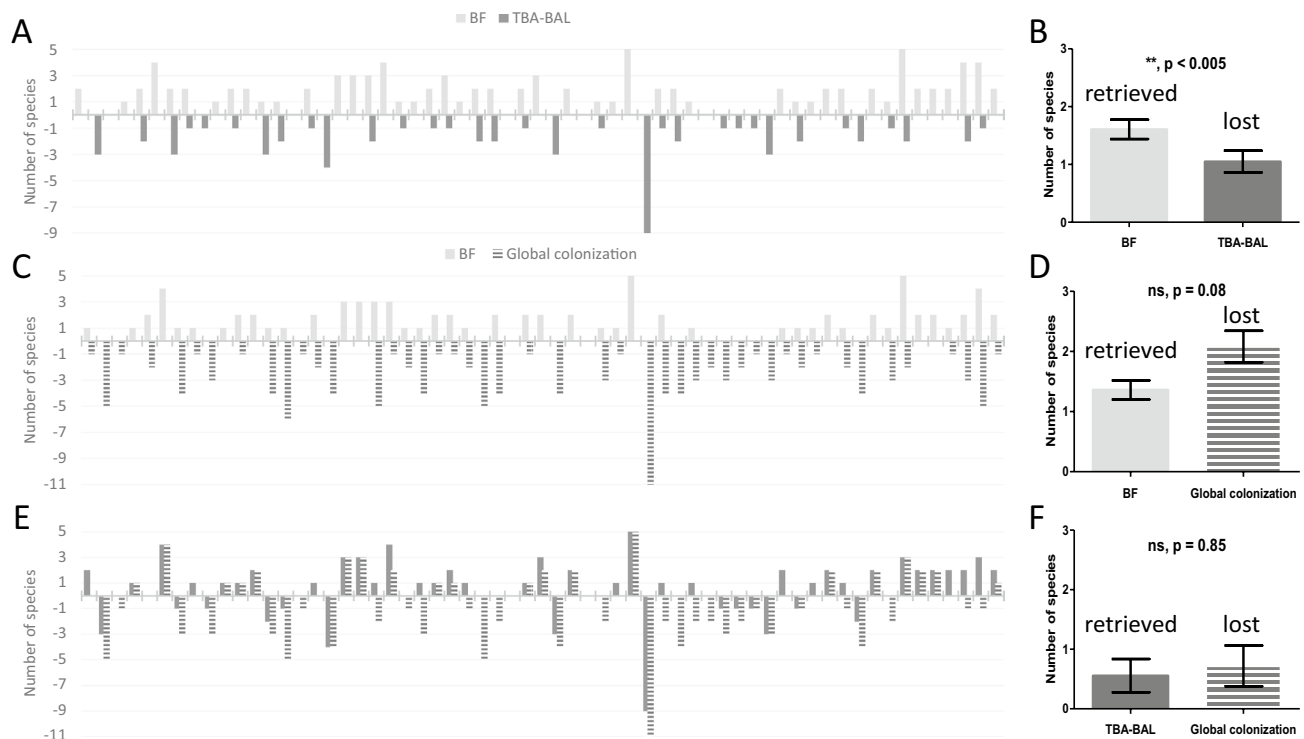 BF TBA-BAL
A
5
3
1
-1
-3
-5
-7
-9
Number of species
B
3
2
1
0
Number of species
**, p < 0.005
retrieved
lost
BF TBA-BAL
BF Global colonization
C
5
3
1
-1
-3
-5
-7
-9
-11
Number of species
D
3
2
1
0
Number of species
ns, p = 0.08
lost
retrieved
BF Global colonization
E
5
3
1
-1
-3
-5
-7
-9
-11
Number of species
F
3
2
1
0
Number of species
ns, p = 0.85
retrieved lost
TBA-BAL Global colonization